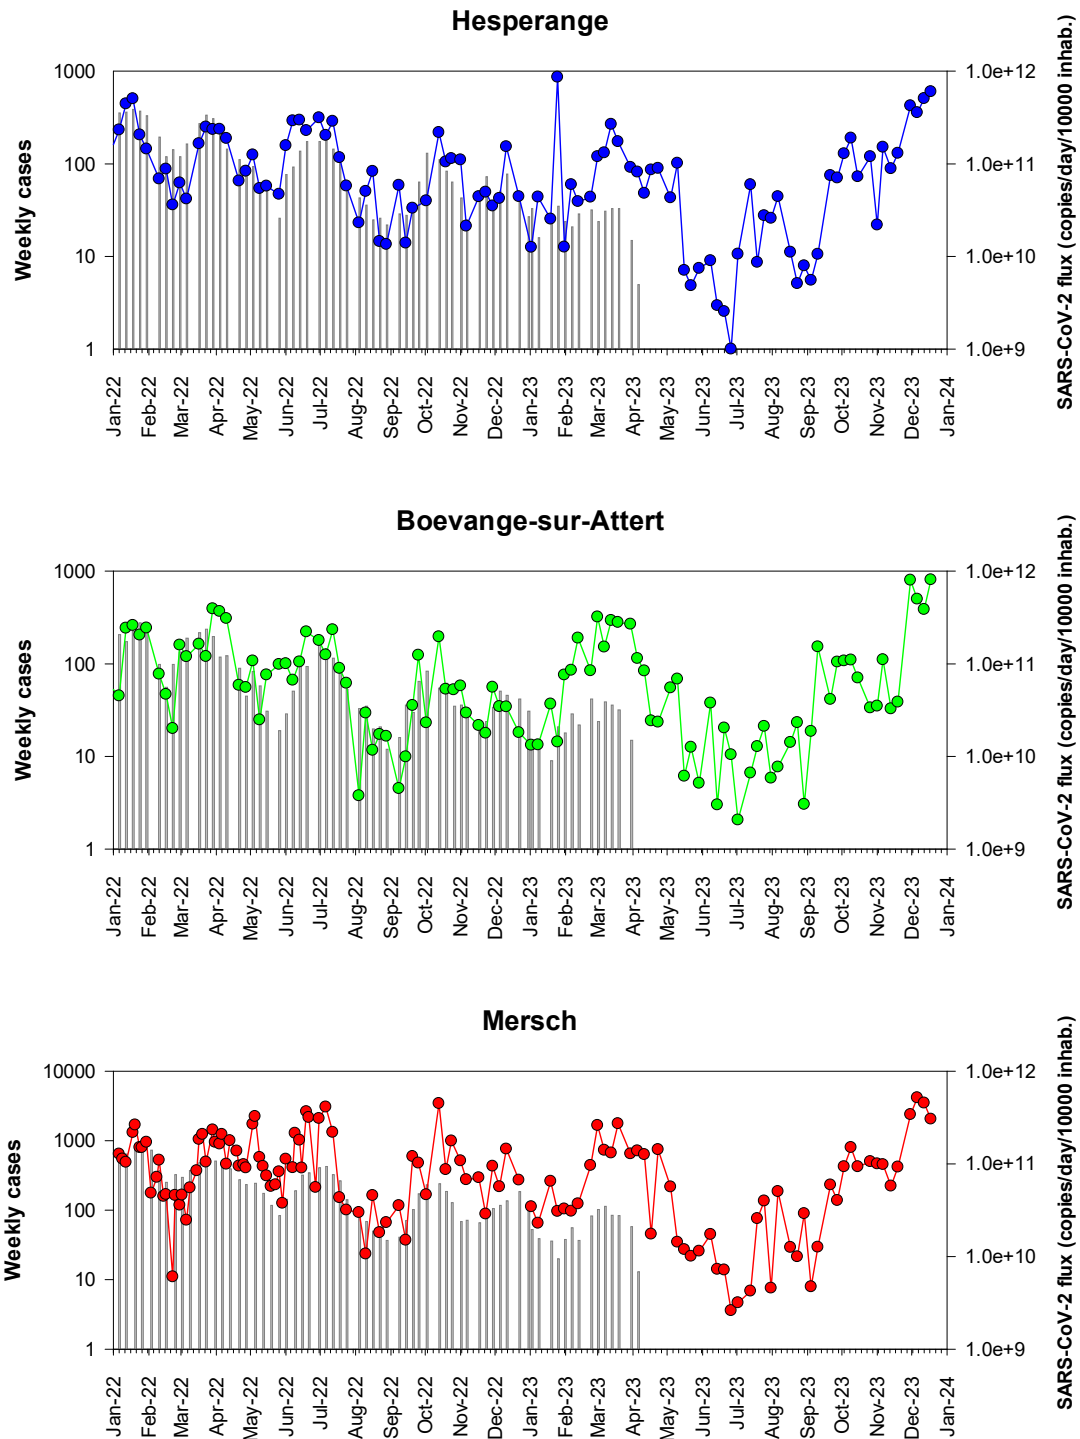 Hesperange
Weekly cases
SARS-CoV-2 flux (copies/day/10000 inhab.)
1000
100
10
1
1.0e+12
1.0e+11
1.0e+10
1.0e+9
Jan-22
Feb-22
Mar-22
Apr-22
May-22
Jun-22
Jul-22
Aug-22
Sep-22
Oct-22
Nov-22
Dec-22
Jan-23
Feb-23
Mar-23
Apr-23
May-23
Jun-23
Jul-23
Aug-23
Sep-23
Oct-23
Nov-23
Dec-23
Jan-24
Boevange-sur-Attert
Weekly cases
SARS-CoV-2 flux (copies/day/10000 inhab.)
1000
100
10
1
1.0e+12
1.0e+11
1.0e+10
1.0e+9
Jan-22
Feb-22
Mar-22
Apr-22
May-22
Jun-22
Jul-22
Aug-22
Sep-22
Oct-22
Nov-22
Dec-22
Jan-23
Feb-23
Mar-23
Apr-23
May-23
Jun-23
Jul-23
Aug-23
Sep-23
Oct-23
Nov-23
Dec-23
Jan-24
Mersch
Weekly cases
SARS-CoV-2 flux (copies/day/10000 inhab.)
10000
1000
100
10
1
1.0e+12
1.0e+11
1.0e+10
1.0e+9
Jan-22
Feb-22
Mar-22
Apr-22
May-22
Jun-22
Jul-22
Aug-22
Sep-22
Oct-22
Nov-22
Dec-22
Jan-23
Feb-23
Mar-23
Apr-23
May-23
Jun-23
Jul-23
Aug-23
Sep-23
Oct-23
Nov-23
Dec-23
Jan-24